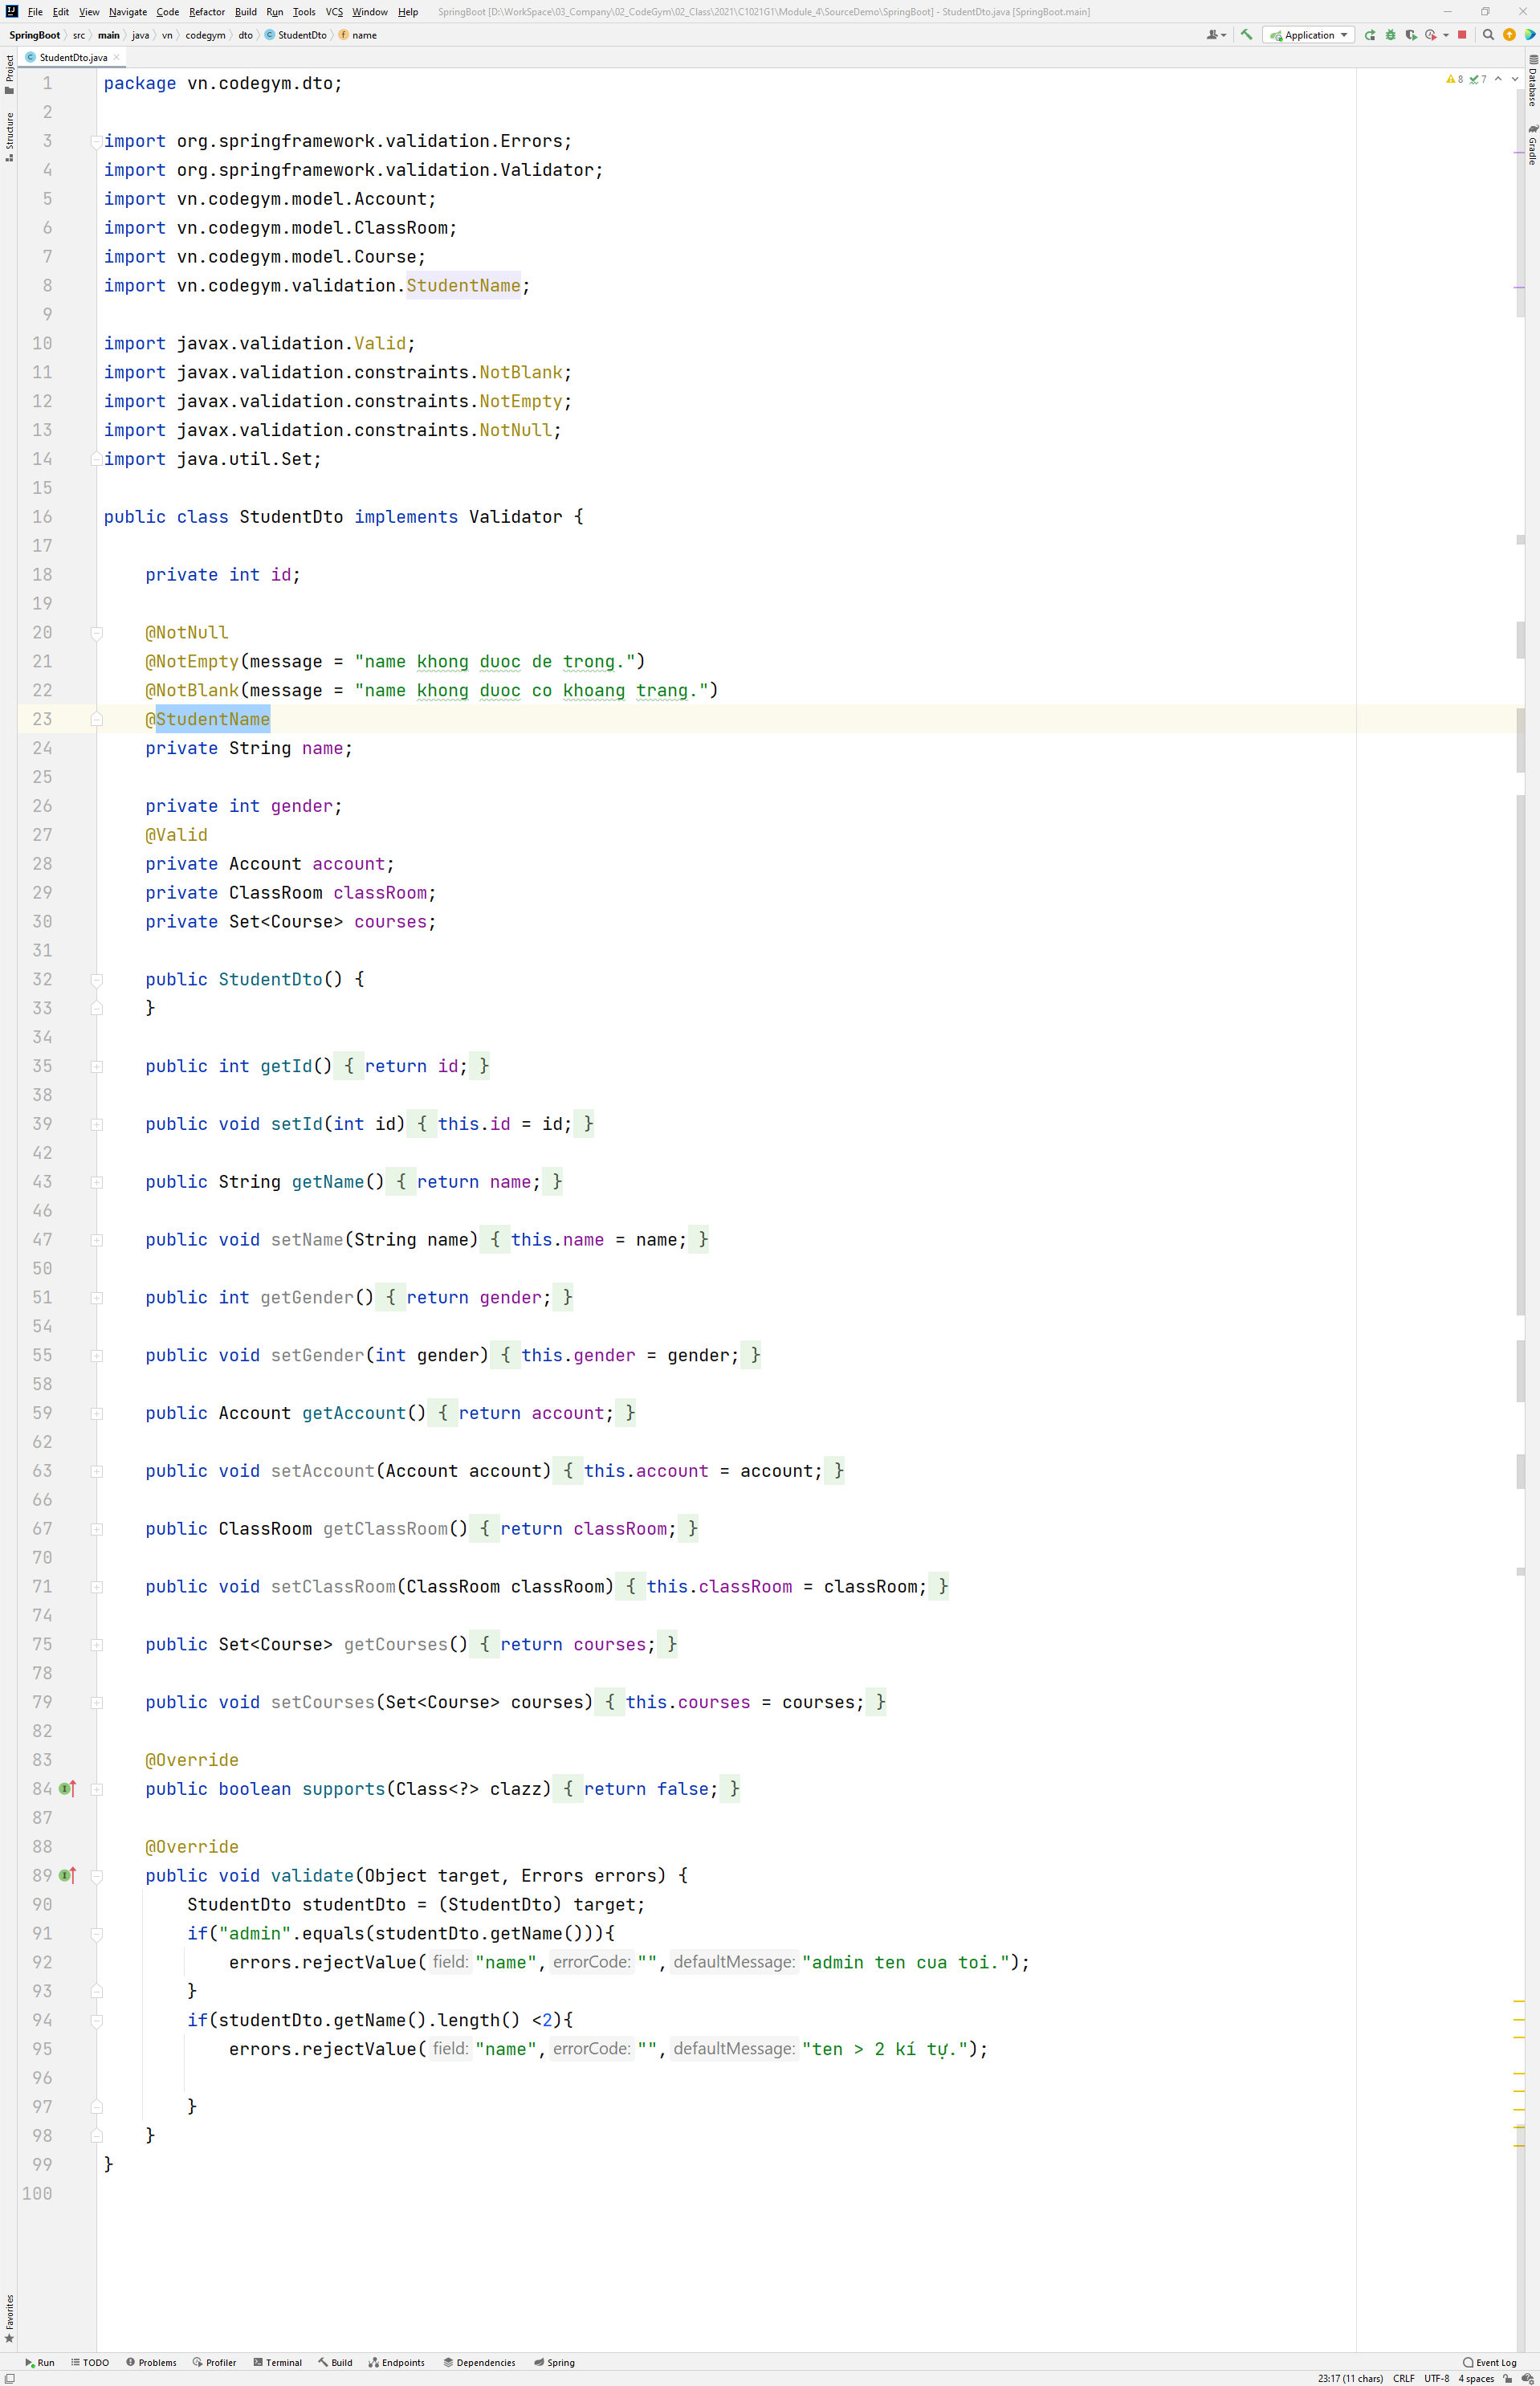 File Edit View Navigate Code Refactor Build Run Tools VCS Window Help SpringBoot [D:\WorkSpace\03_Company\02_CodeGym\02_Class\2021\C1021G1\Module_4\SourceDemo\SpringBoot] - StudentDto.java [SpringBoot.main]
SpringBoot src main java vn codegym dto StudentDto name Application
StudentDto.java
Project
Structure
Favorites
Database
Gradle
8 7
1 package vn.codegym.dto;
2
3 import org.springframework.validation.Errors;
4 import org.springframework.validation.Validator;
5 import vn.codegym.model.Account;
6 import vn.codegym.model.ClassRoom;
7 import vn.codegym.model.Course;
8 import vn.codegym.validation.StudentName;
9
10 import javax.validation.Valid;
11 import javax.validation.constraints.NotBlank;
12 import javax.validation.constraints.NotEmpty;
13 import javax.validation.constraints.NotNull;
14 import java.util.Set;
15
16 public class StudentDto implements Validator {
17
18 private int id;
19
20 @NotNull
21 @NotEmpty(message = "name khong duoc de trong.")
22 @NotBlank(message = "name khong duoc co khoang trang.")
23 @StudentName
24 private String name;
25
26 private int gender;
27 @Valid
28 private Account account;
29 private ClassRoom classRoom;
30 private Set<Course> courses;
31
32 public StudentDto() {
33 }
34
35 public int getId() { return id; }
38
39 public void setId(int id) { this.id = id; }
42
43 public String getName() { return name; }
46
47 public void setName(String name) { this.name = name; }
50
51 public int getGender() { return gender; }
54
55 public void setGender(int gender) { this.gender = gender; }
58
59 public Account getAccount() { return account; }
62
63 public void setAccount(Account account) { this.account = account; }
66
67 public ClassRoom getClassRoom() { return classRoom; }
70
71 public void setClassRoom(ClassRoom classRoom) { this.classRoom = classRoom; }
74
75 public Set<Course> getCourses() { return courses; }
78
79 public void setCourses(Set<Course> courses) { this.courses = courses; }
82
83 @Override
84 public boolean supports(Class<?> clazz) { return false; }
87
88 @Override
89 public void validate(Object target, Errors errors) {
90 StudentDto studentDto = (StudentDto) target;
91 if("admin".equals(studentDto.getName())){
92 errors.rejectValue( field: "name", errorCode: "", defaultMessage: "admin ten cua toi.");
93 }
94 if(studentDto.getName().length() <2){
95 errors.rejectValue( field: "name", errorCode: "", defaultMessage: "ten > 2 kí tự.");
96
97 }
98 }
99 }
100
Run TODO Problems Profiler Terminal Build Endpoints Dependencies Spring Event Log
23:17 (11 chars) CRLF UTF-8 4 spaces